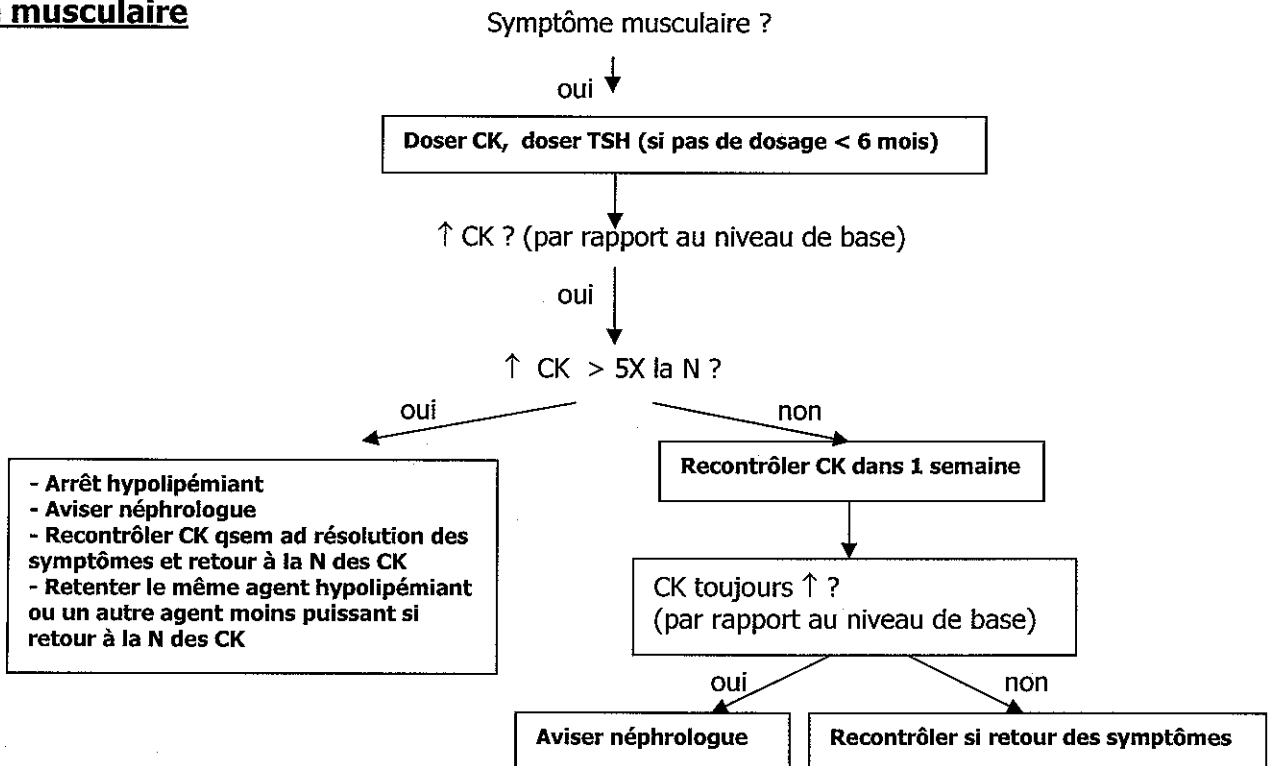 musculaire
Symptôme musculaire ?
oui
Doser CK, doser TSH (si pas de dosage < 6 mois)
↑ CK ? (par rapport au niveau de base)
oui
↑ CK > 5X la N ?
oui
non
- Arrêt hypolipémiant
- Aviser néphrologue
- Recontrôler CK qsem ad résolution des
symptômes et retour à la N des CK
- Retenter le même agent hypolipémiant
ou un autre agent moins puissant si
retour à la N des CK
Recontrôler CK dans 1 semaine
CK toujours ↑ ?
(par rapport au niveau de base)
oui
non
Aviser néphrologue
Recontrôler si retour des symptômes